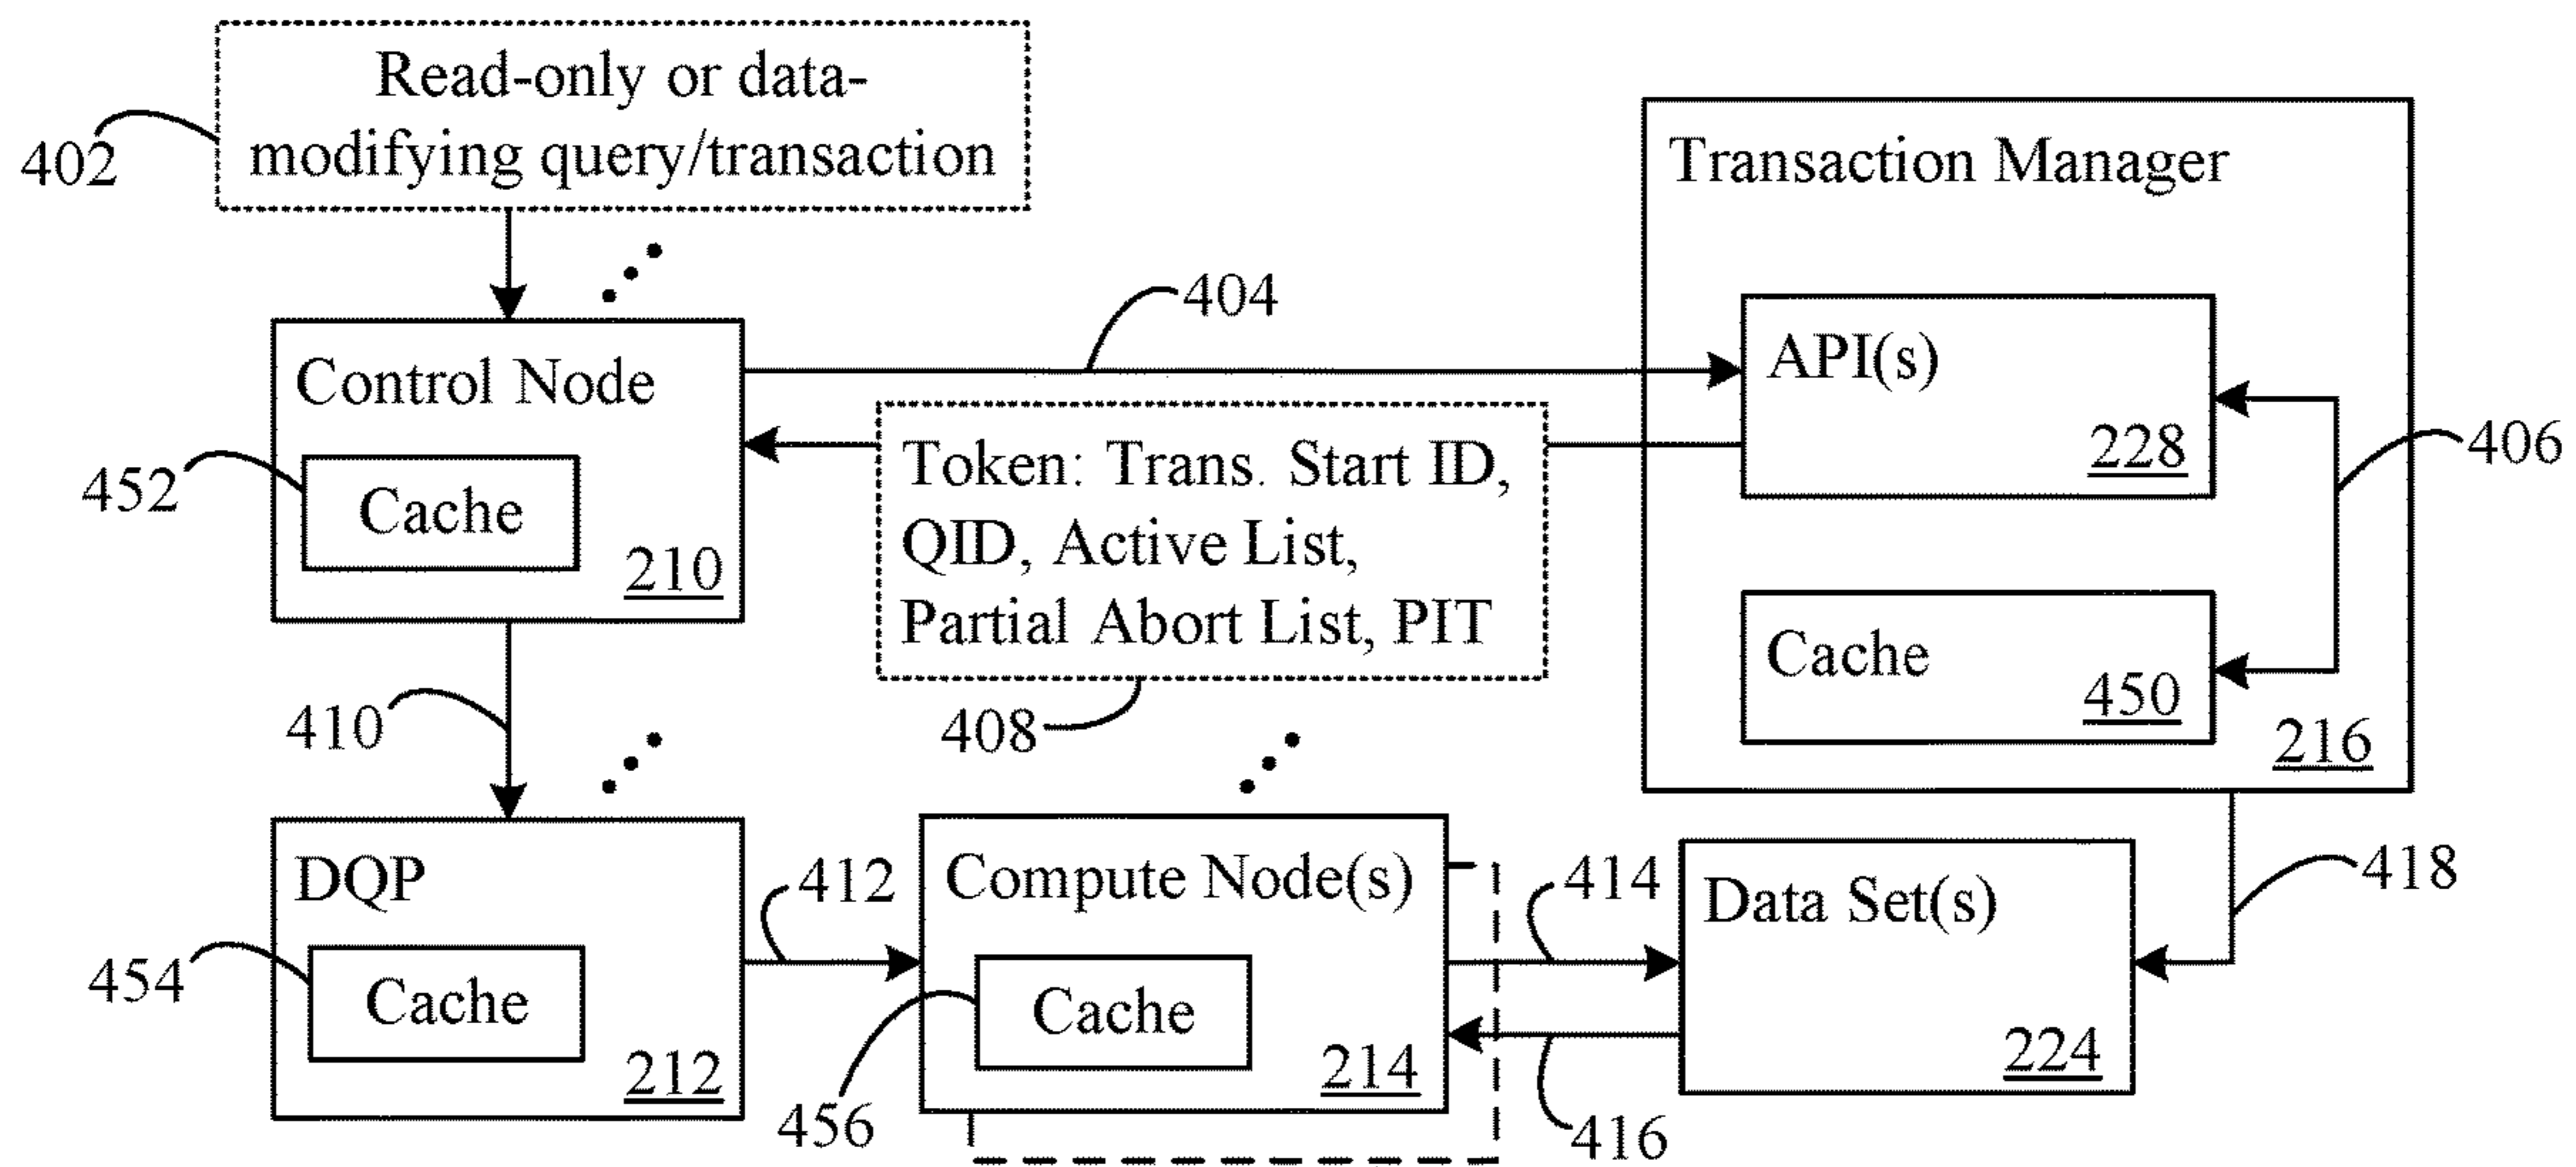 Read-only or data-
modifying query/transaction
402
Transaction Manager
404
API(s)
228
406
Control Node
452
Cache
210
Token: Trans. Start ID,
QID, Active List,
Partial Abort List, PIT
408
Cache
450
216
410
DQP
454
Cache
212
412
Compute Node(s)
456
Cache
214
414
416
Data Set(s)
224
418